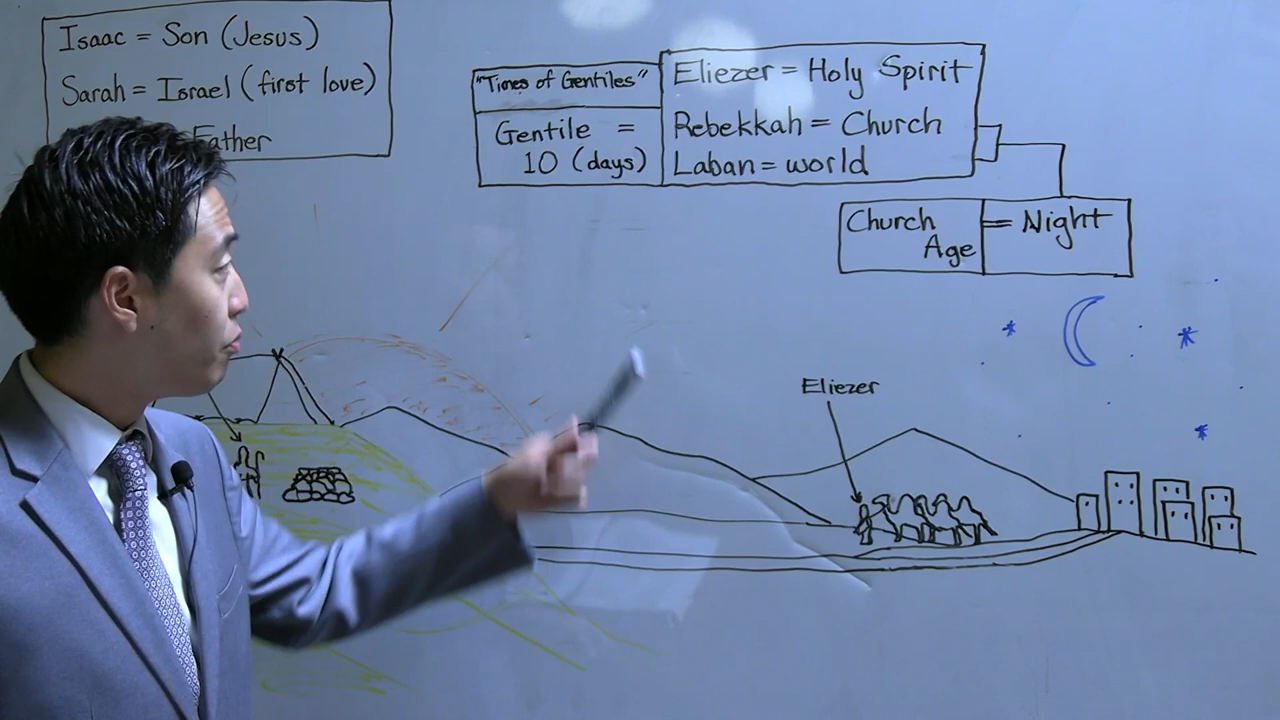 Isaac = Son (Jesus)
Sarah = Israel (first love)
Father
"Times of Gentiles"
Gentile =
10 (days)
Eliezer = Holy Spirit
Rebekkah = Church
Laban = world
Church
Age
= Night
Eliezer